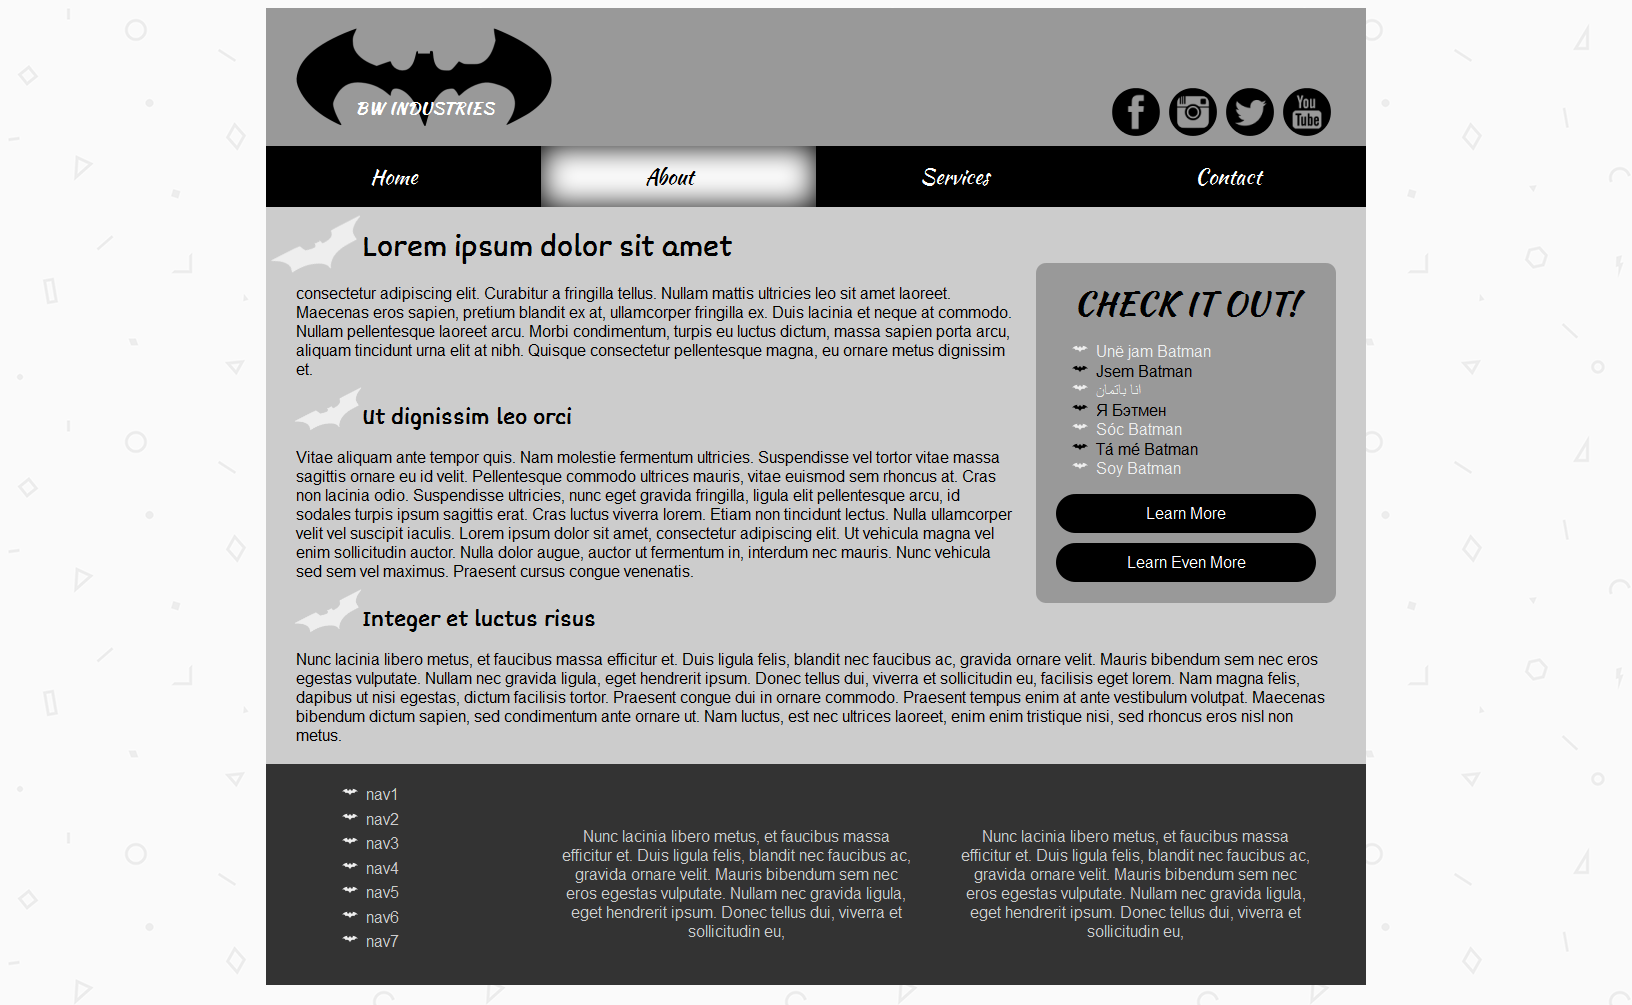 BW INDUSTRIES
You
Tube
Home About Services Contact
Lorem ipsum dolor sit amet
consectetur adipiscing elit. Curabitur a fringilla tellus. Nullam mattis ultricies leo sit amet laoreet.
Maecenas eros sapien, pretium blandit ex at, ullamcorper fringilla ex. Duis lacinia et neque at commodo.
Nullam pellentesque laoreet arcu. Morbi condimentum, turpis eu luctus dictum, massa sapien porta arcu,
aliquam tincidunt urna elit at nibh. Quisque consectetur pellentesque magna, eu ornare metus dignissim
et.
Ut dignissim leo orci
Vitae aliquam ante tempor quis. Nam molestie fermentum ultricies. Suspendisse vel tortor vitae massa
sagittis ornare eu id velit. Pellentesque commodo ultrices mauris, vitae euismod sem rhoncus at. Cras
non lacinia odio. Suspendisse ultricies, nunc eget gravida fringilla, ligula elit pellentesque arcu, id
sodales turpis ipsum sagittis erat. Cras luctus viverra lorem. Etiam non tincidunt lectus. Nulla ullamcorper
velit vel suscipit iaculis. Lorem ipsum dolor sit amet, consectetur adipiscing elit. Ut vehicula magna vel
enim sollicitudin auctor. Nulla dolor augue, auctor ut fermentum in, interdum nec mauris. Nunc vehicula
sed sem vel maximus. Praesent cursus congue venenatis.
CHECK IT OUT!
Unë jam Batman
Jsem Batman
انا باتمان
Я Бэтмен
Sóc Batman
Tá mé Batman
Soy Batman
Learn More
Learn Even More
Integer et luctus risus
Nunc lacinia libero metus, et faucibus massa efficitur et. Duis ligula felis, blandit nec faucibus ac, gravida ornare velit. Mauris bibendum sem nec eros
egestas vulputate. Nullam nec gravida ligula, eget hendrerit ipsum. Donec tellus dui, viverra et sollicitudin eu, facilisis eget lorem. Nam magna felis,
dapibus ut nisi egestas, dictum facilisis tortor. Praesent congue dui in ornare commodo. Praesent tempus enim at ante vestibulum volutpat. Maecenas
bibendum dictum sapien, sed condimentum ante ornare ut. Nam luctus, est nec ultrices laoreet, enim enim tristique nisi, sed rhoncus eros nisl non
metus.
nav1
nav2
nav3
nav4
nav5
nav6
nav7
Nunc lacinia libero metus, et faucibus massa
efficitur et. Duis ligula felis, blandit nec faucibus ac,
gravida ornare velit. Mauris bibendum sem nec
eros egestas vulputate. Nullam nec gravida ligula,
eget hendrerit ipsum. Donec tellus dui, viverra et
sollicitudin eu,
Nunc lacinia libero metus, et faucibus massa
efficitur et. Duis ligula felis, blandit nec faucibus ac,
gravida ornare velit. Mauris bibendum sem nec
eros egestas vulputate. Nullam nec gravida ligula,
eget hendrerit ipsum. Donec tellus dui, viverra et
sollicitudin eu,